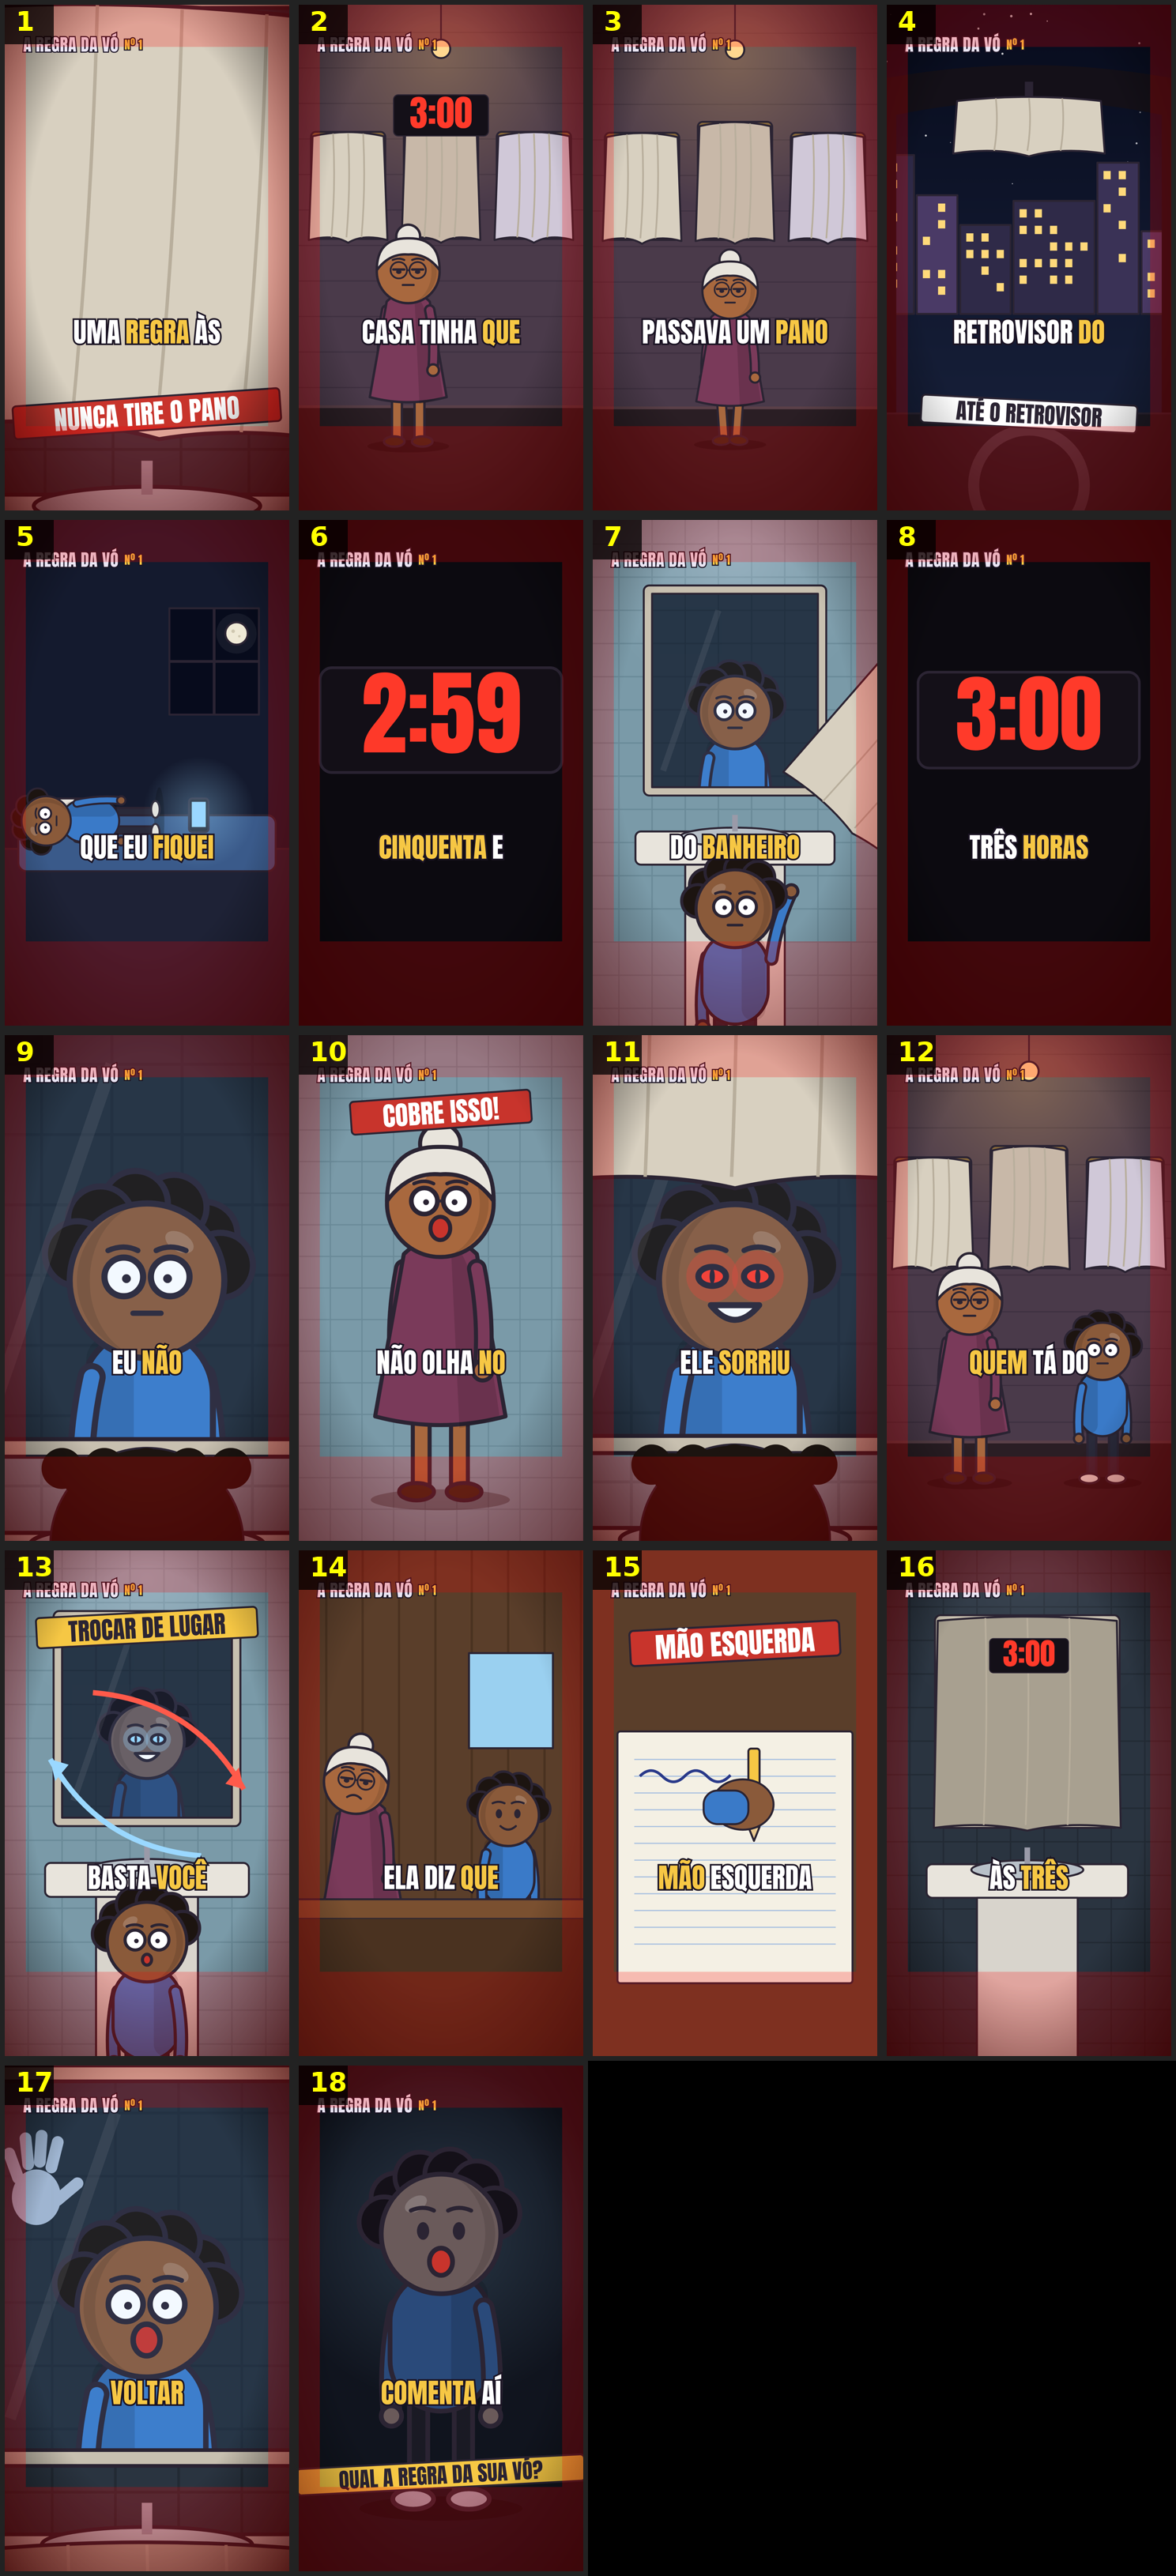 1
A REGRA DA VÓ Nº 1
UMA REGRA ÀS
NUNCA TIRE O PANO
2
A REGRA DA VÓ Nº 1
3:00
CASA TINHA QUE
3
A REGRA DA VÓ Nº 1
PASSAVA UM PANO
4
A REGRA DA VÓ Nº 1
RETROVISOR DO
ATÉ O RETROVISOR
5
A REGRA DA VÓ Nº 1
QUE EU FIQUEI
6
A REGRA DA VÓ Nº 1
2:59
CINQUENTA E
7
A REGRA DA VÓ Nº 1
DO BANHEIRO
8
A REGRA DA VÓ Nº 1
3:00
TRÊS HORAS
9
A REGRA DA VÓ Nº 1
EU NÃO
10
A REGRA DA VÓ Nº 1
COBRE ISSO!
NÃO OLHA NO
11
A REGRA DA VÓ Nº 1
ELE SORRIU
12
A REGRA DA VÓ Nº 1
QUEM TÁ DO
13
A REGRA DA VÓ Nº 1
TROCAR DE LUGAR
BASTA VOCÊ
14
A REGRA DA VÓ Nº 1
ELA DIZ QUE
15
A REGRA DA VÓ Nº 1
MÃO ESQUERDA
MÃO ESQUERDA
16
A REGRA DA VÓ Nº 1
3:00
ÀS TRÊS
17
A REGRA DA VÓ Nº 1
VOLTAR
18
A REGRA DA VÓ Nº 1
COMENTA AÍ
QUAL A REGRA DA SUA VÓ?